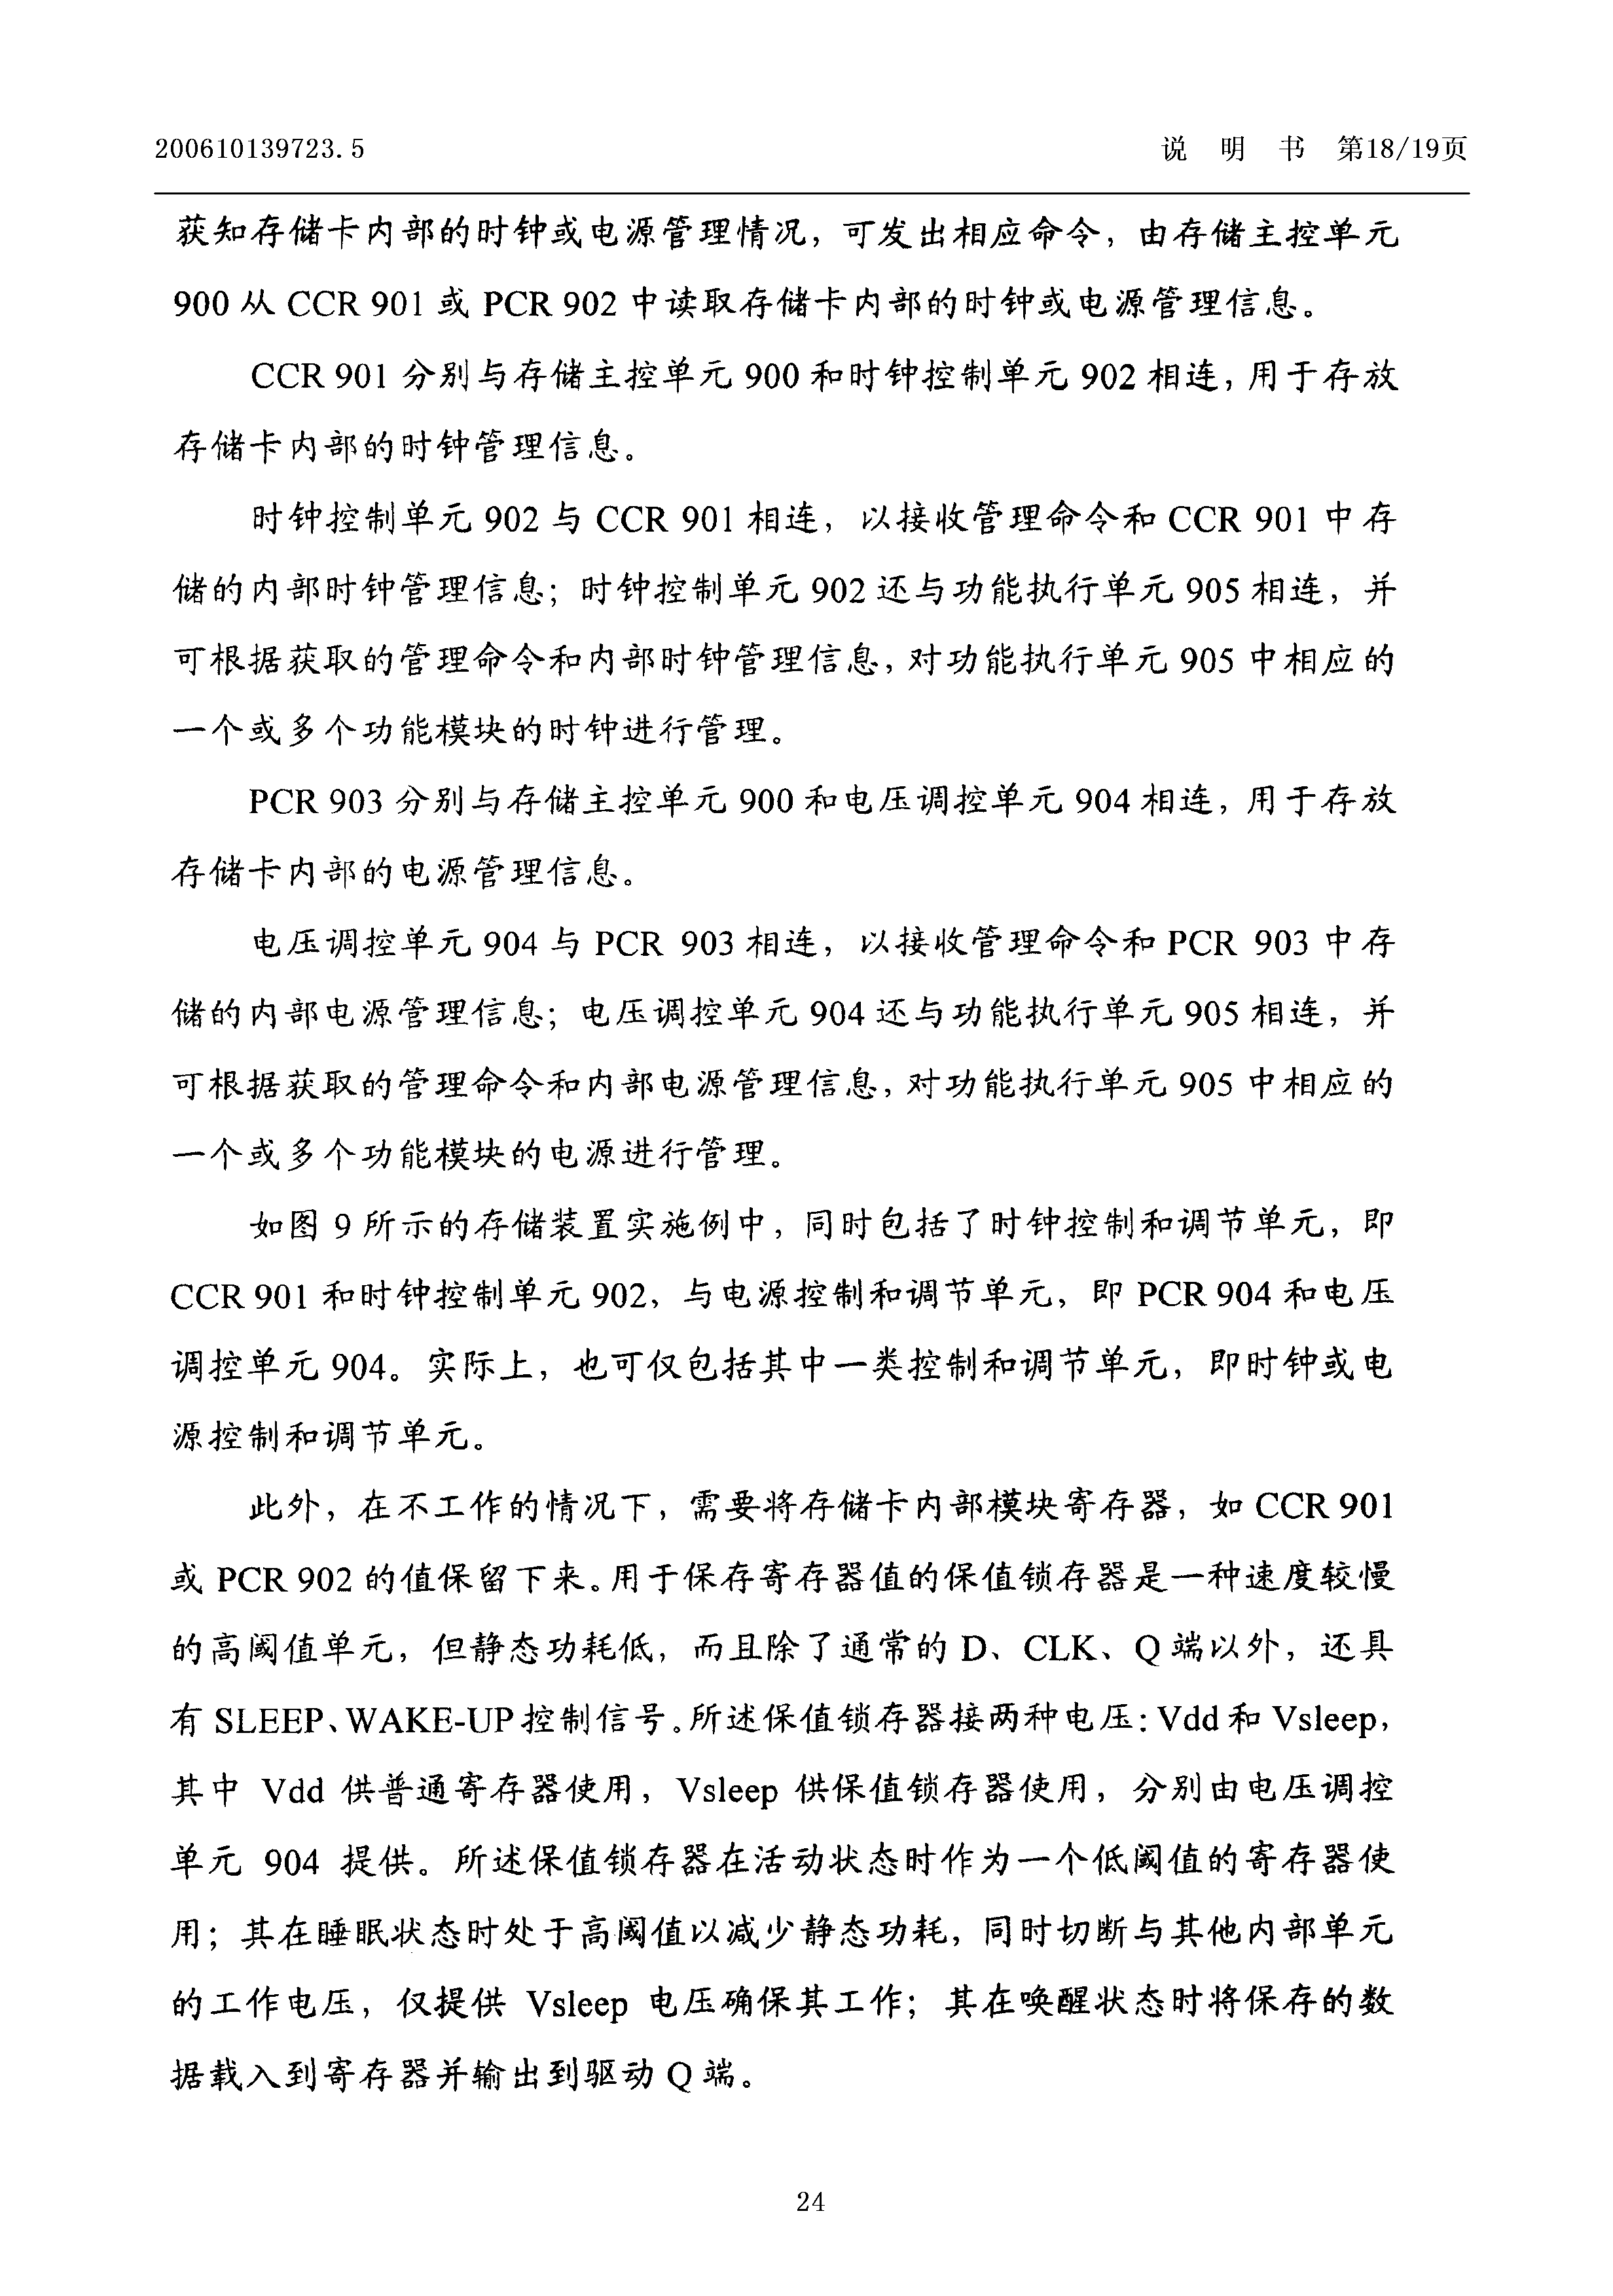 200610139723.5
说 明 书 第18/19页
获知存储卡内部的时钟或电源管理情况，可发出相应命令，由存储主控单元
900 从 CCR 901 或 PCR 902 中读取存储卡内部的时钟或电源管理信息。
CCR 901 分别与存储主控单元 900 和时钟控制单元 902 相连，用于存放
存储卡内部的时钟管理信息。
时钟控制单元 902 与 CCR 901 相连，以接收管理命令和 CCR 901 中存
储的内部时钟管理信息；时钟控制单元 902 还与功能执行单元 905 相连，并
可根据获取的管理命令和内部时钟管理信息，对功能执行单元 905 中相应的
一个或多个功能模块的时钟进行管理。
PCR 903 分别与存储主控单元 900 和电压调控单元 904 相连，用于存放
存储卡内部的电源管理信息。
电压调控单元 904 与 PCR 903 相连，以接收管理命令和 PCR 903 中存
储的内部电源管理信息；电压调控单元 904 还与功能执行单元 905 相连，并
可根据获取的管理命令和内部电源管理信息，对功能执行单元 905 中相应的
一个或多个功能模块的电源进行管理。
如图 9 所示的存储装置实施例中，同时包括了时钟控制和调节单元，即
CCR 901 和时钟控制单元 902，与电源控制和调节单元，即 PCR 904 和电压
调控单元 904。实际上，也可仅包括其中一类控制和调节单元，即时钟或电
源控制和调节单元。
此外，在不工作的情况下，需要将存储卡内部模块寄存器，如 CCR 901
或 PCR 902 的值保留下来。用于保存寄存器值的保值锁存器是一种速度较慢
的高阈值单元，但静态功耗低，而且除了通常的 D、CLK、Q 端以外，还具
有 SLEEP、WAKE-UP 控制信号。所述保值锁存器接两种电压：Vdd 和 Vsleep，
其中 Vdd 供普通寄存器使用，Vsleep 供保值锁存器使用，分别由电压调控
单元 904 提供。所述保值锁存器在活动状态时作为一个低阈值的寄存器使
用；其在睡眠状态时处于高阈值以减少静态功耗，同时切断与其他内部单元
的工作电压，仅提供 Vsleep 电压确保其工作；其在唤醒状态时将保存的数
据载入到寄存器并输出到驱动 Q 端。
24